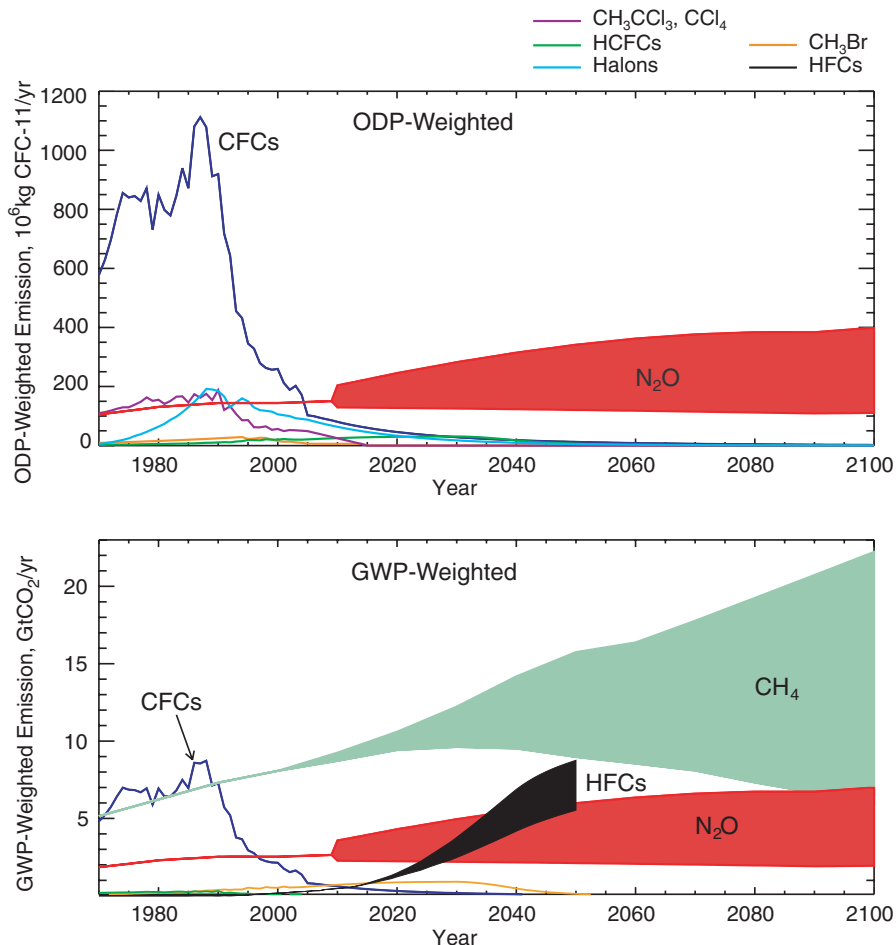 CH₃CCl₃, CCl₄
HCFCs CH₃Br
Halons HFCs
ODP-Weighted Emission, 10⁶kg CFC-11/yr
1200
1000
800
600
400
200
0
ODP-Weighted
CFCs
N₂O
1980 2000 2020 2040 2060 2080 2100
Year
GWP-Weighted Emission, GtCO₂/yr
20
15
10
5
GWP-Weighted
CFCs
CH₄
HFCs
N₂O
1980 2000 2020 2040 2060 2080 2100
Year